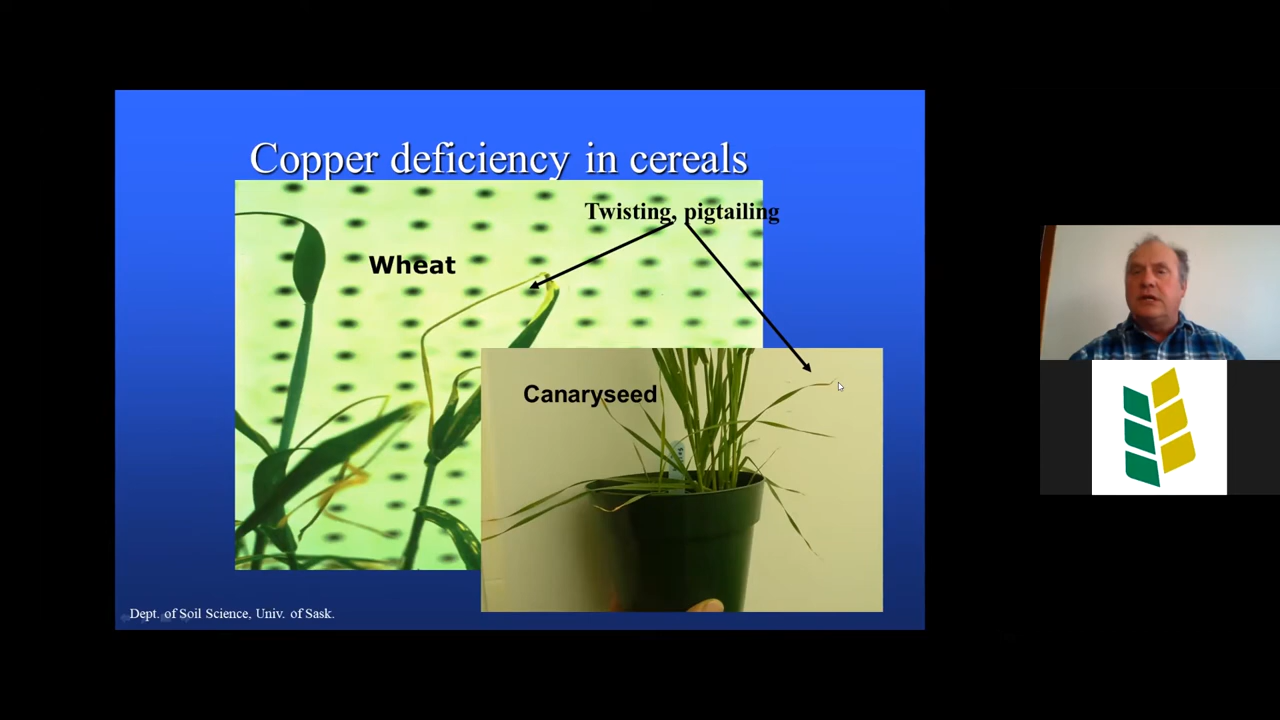 Copper deficiency in cereals
Twisting, pigtailing
Wheat
Canaryseed
Dept. of Soil Science, Univ. of Sask.